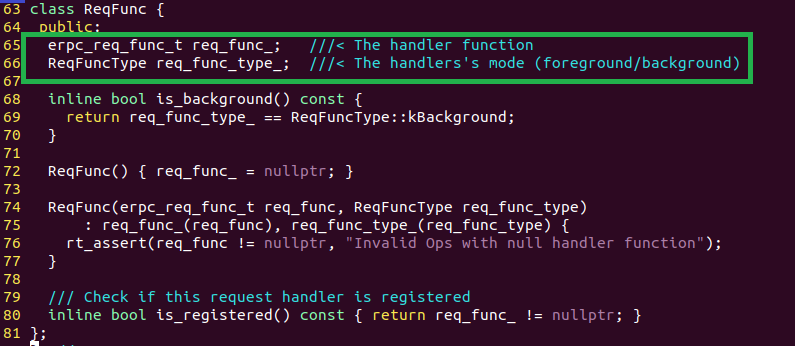 63 class ReqFunc {
64  public:
65   erpc_req_func_t req_func_;   ///< The handler function
66   ReqFuncType req_func_type_;  ///< The handlers's mode (foreground/background)
67
68   inline bool is_background() const {
69     return req_func_type_ == ReqFuncType::kBackground;
70   }
71
72   ReqFunc() { req_func_ = nullptr; }
73
74   ReqFunc(erpc_req_func_t req_func, ReqFuncType req_func_type)
75       : req_func_(req_func), req_func_type_(req_func_type) {
76     rt_assert(req_func != nullptr, "Invalid Ops with null handler function");
77   }
78
79   /// Check if this request handler is registered
80   inline bool is_registered() const { return req_func_ != nullptr; }
81 };